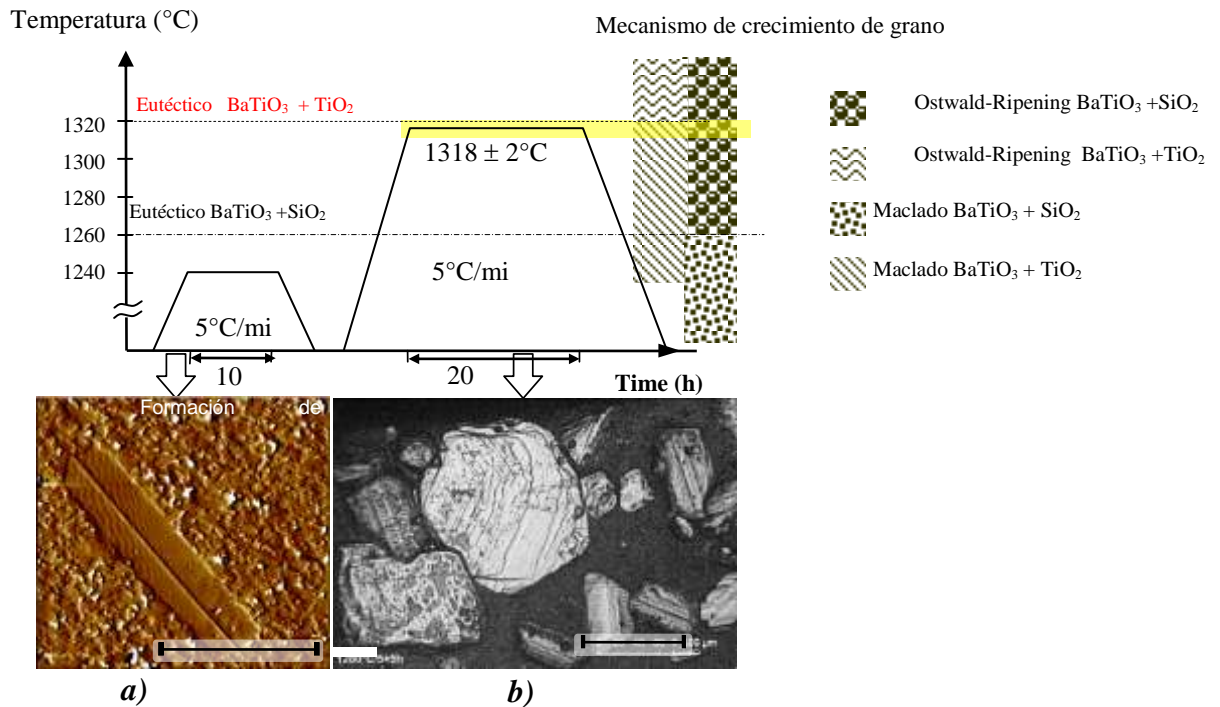 Temperatura (°C)
Mecanismo de crecimiento de grano
Eutéctico BaTiO₃ + TiO₂
1320
1300
1280
1260
1240
1318 ± 2°C
Eutéctico BaTiO₃ +SiO₂
5°C/mi
5°C/mi
Ostwald-Ripening BaTiO₃ +SiO₂
Ostwald-Ripening BaTiO₃ +TiO₂
Maclado BaTiO₃ + SiO₂
Maclado BaTiO₃ + TiO₂
10
20
Time (h)
Formación de
a)
b)